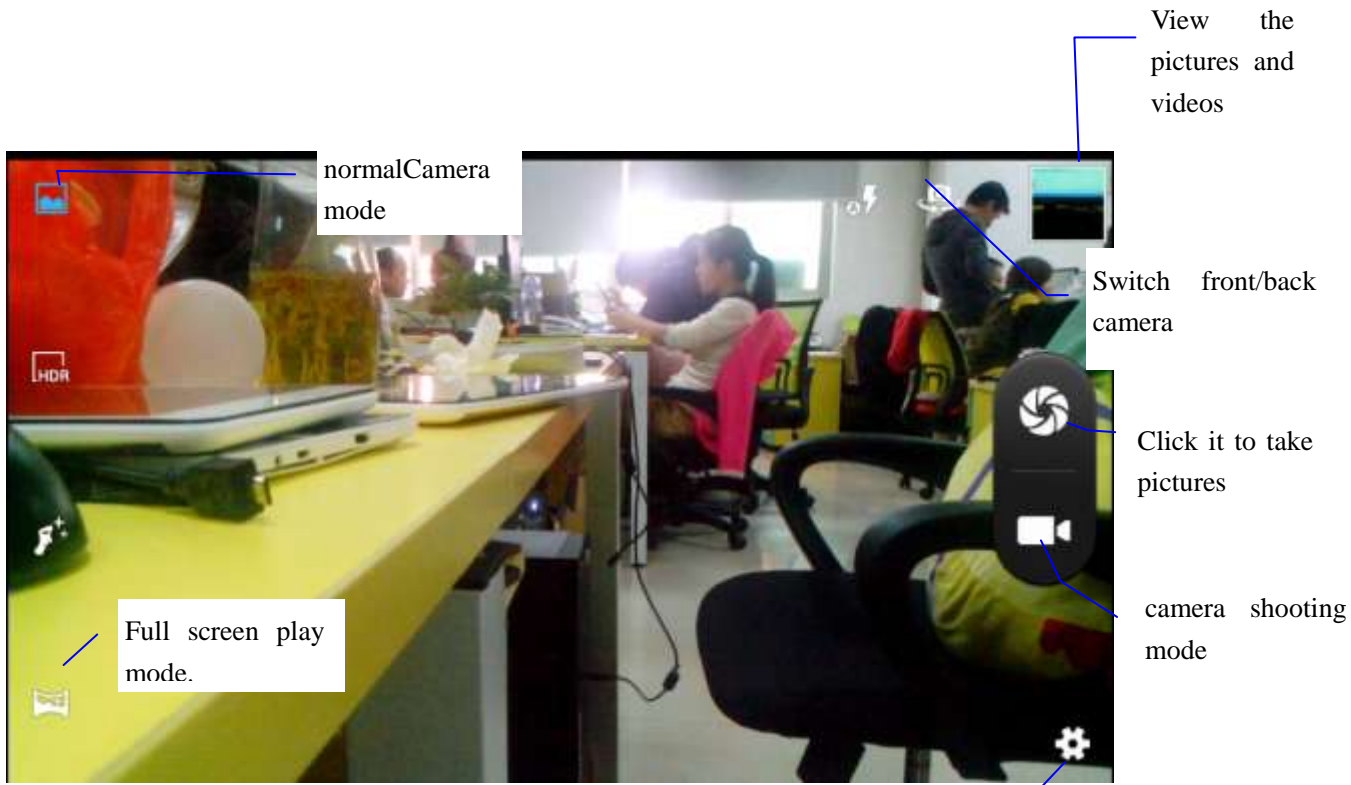 View the
pictures and
videos
normalCamera
mode
Switch front/back
camera
HDR
Click it to take
pictures
camera shooting
mode
Full screen play
mode.